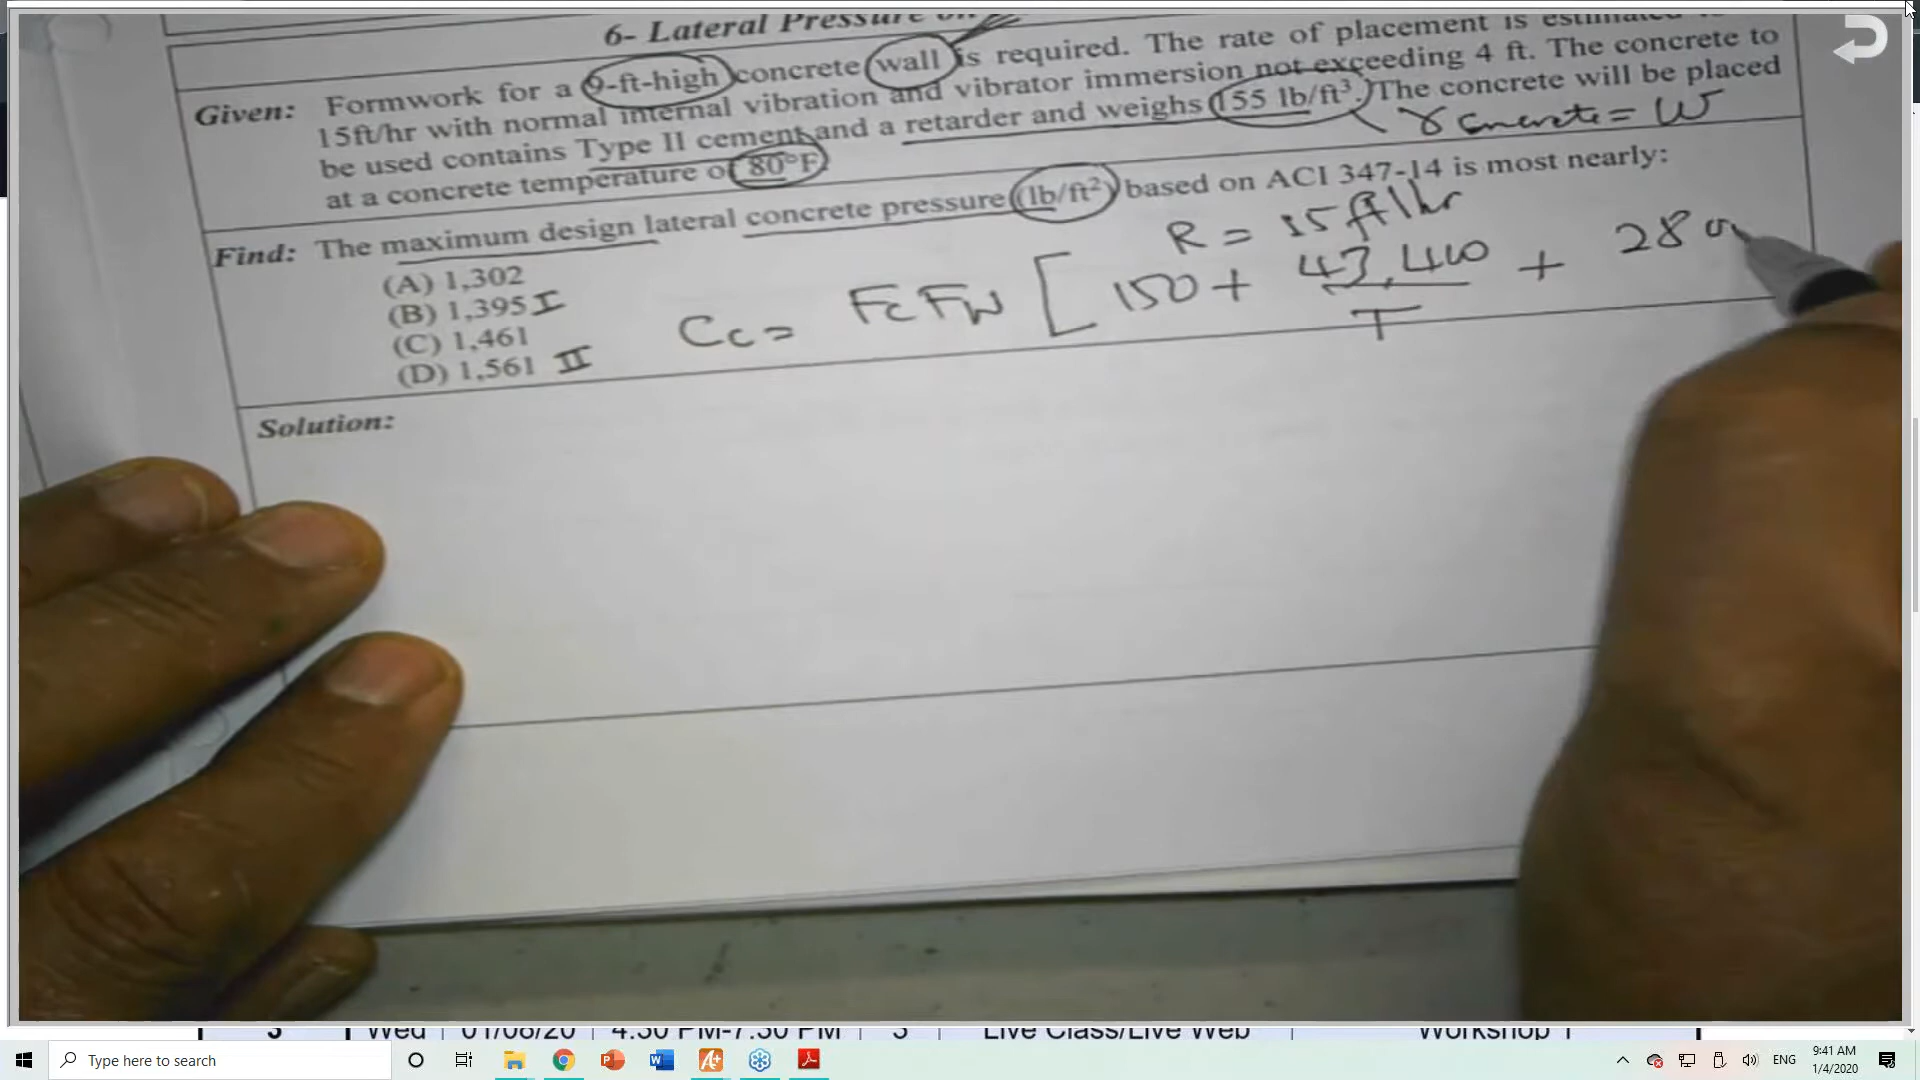 6- Lateral Pressure on
Given: Formwork for a 9-ft-high concrete wall is required. The rate of placement is estimated
15ft/hr with normal internal vibration and vibrator immersion not exceeding 4 ft. The concrete to
be used contains Type II cement and a retarder and weighs 155 lb/ft³. The concrete will be placed
at a concrete temperature of 80°F.
γ concrete = W
Find: The maximum design lateral concrete pressure (lb/ft²) based on ACI 347-14 is most nearly:
R = 15 ft/hr
(A) 1,302
(B) 1,395 I
(C) 1,461
(D) 1,561 II
Cc = Fc Fw [ 150 + 43,400 / T + 280
Solution:
3 Wed 01/08/20 4:30 PM-7:30 PM 3 Live Class/Live Web Workshop 1
Type here to search
ENG
9:41 AM
1/4/2020